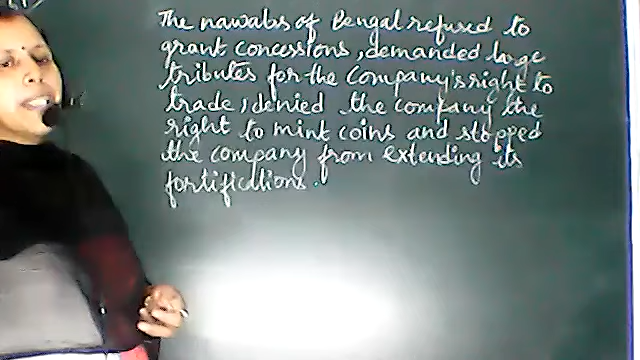 The nawabs of Bengal refused to
grant concessions, demanded large
tributes for the Company's right to
trade, denied the company the
right to mint coins and stopped
the company from extending its
fortifications.